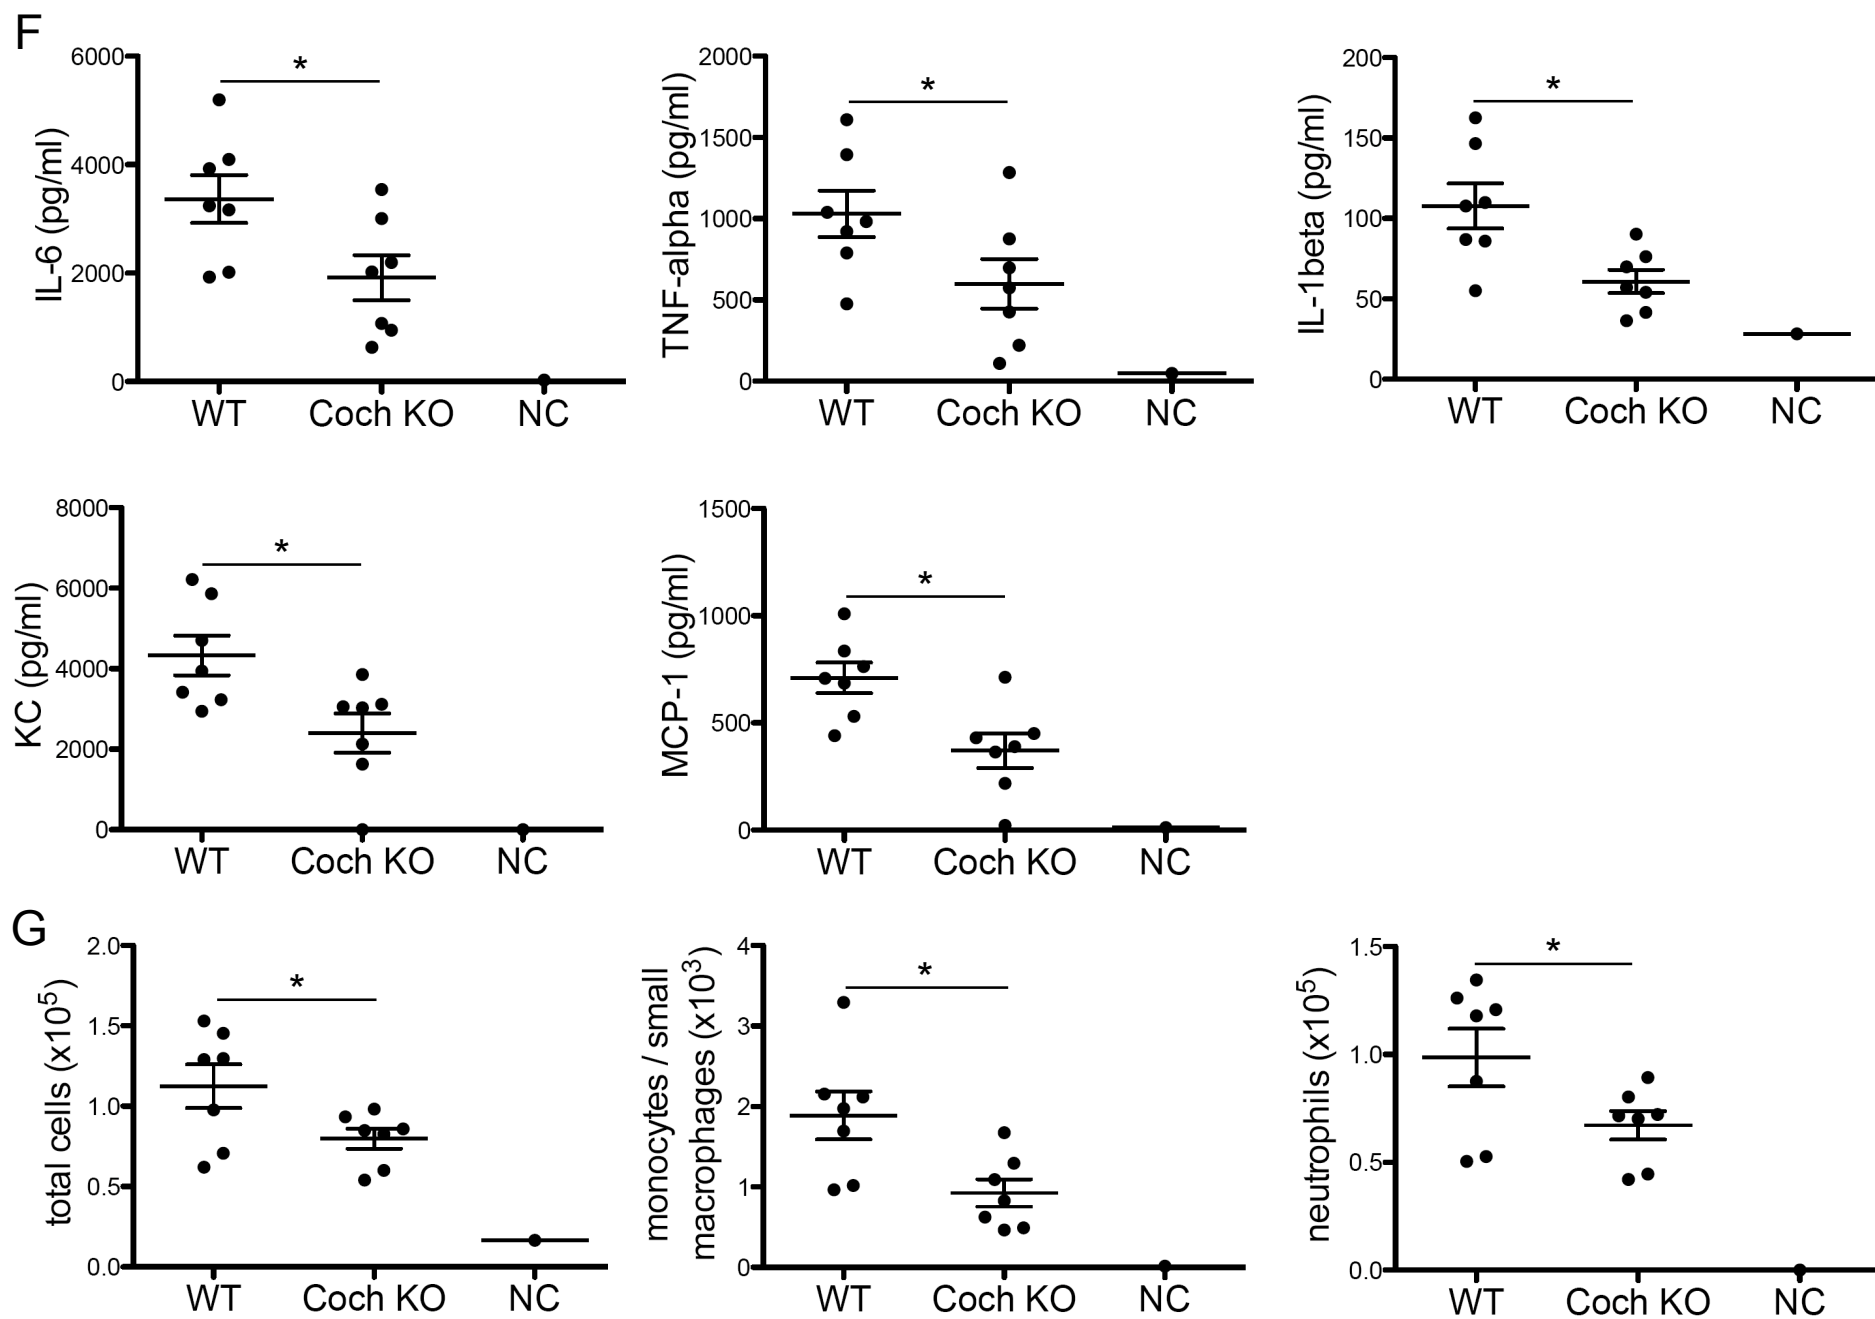 F
IL-6 (pg/ml)
6000
4000
2000
0
*
WT Coch KO NC
TNF-alpha (pg/ml)
2000
1500
1000
500
0
*
WT Coch KO NC
IL-1beta (pg/ml)
200
150
100
50
0
*
WT Coch KO NC
KC (pg/ml)
8000
6000
4000
2000
0
*
WT Coch KO NC
MCP-1 (pg/ml)
1500
1000
500
0
*
WT Coch KO NC
G
total cells (x10⁵)
2.0
1.5
1.0
0.5
0.0
*
WT Coch KO NC
monocytes / small
macrophages (x10³)
4
3
2
1
0
*
WT Coch KO NC
neutrophils (x10⁵)
1.5
1.0
0.5
0.0
*
WT Coch KO NC